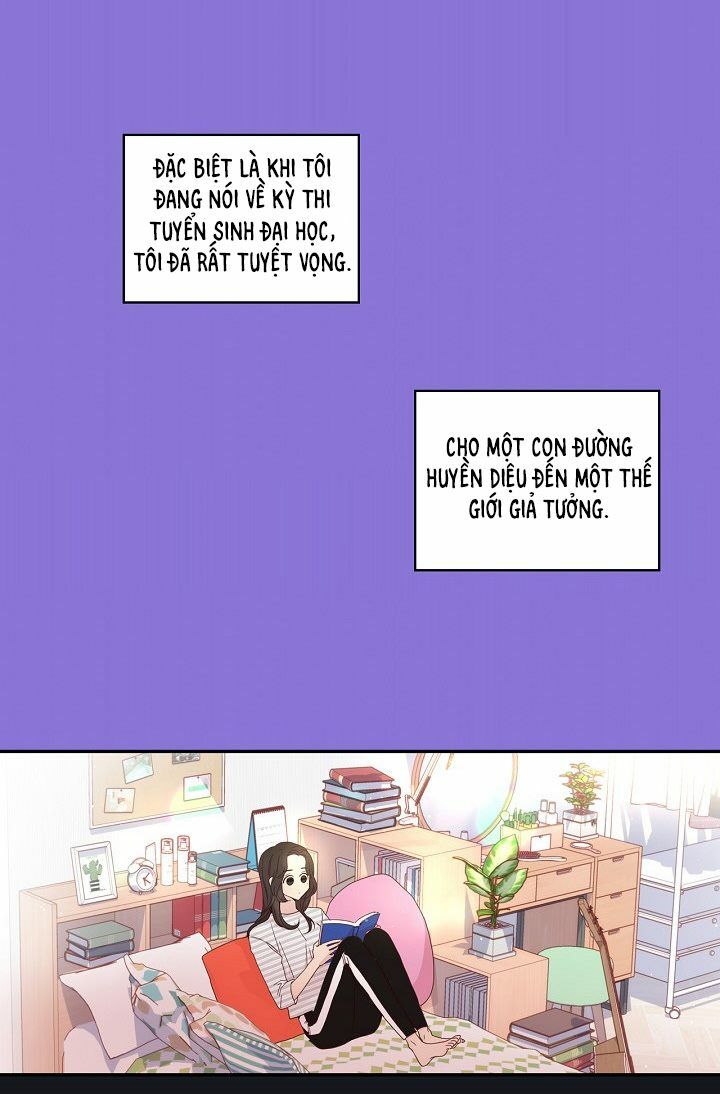 ĐẶC BIỆT LÀ KHI TÔI
ĐANG NÓI VỀ KỲ THI
TUYỂN SINH ĐẠI HỌC,
TÔI ĐÃ RẤT TUYỆT VỌNG.
CHO MỘT CON ĐƯỜNG
HUYỀN DIỆU ĐẾN MỘT THẾ
GIỚI GIẢ TƯỞNG.